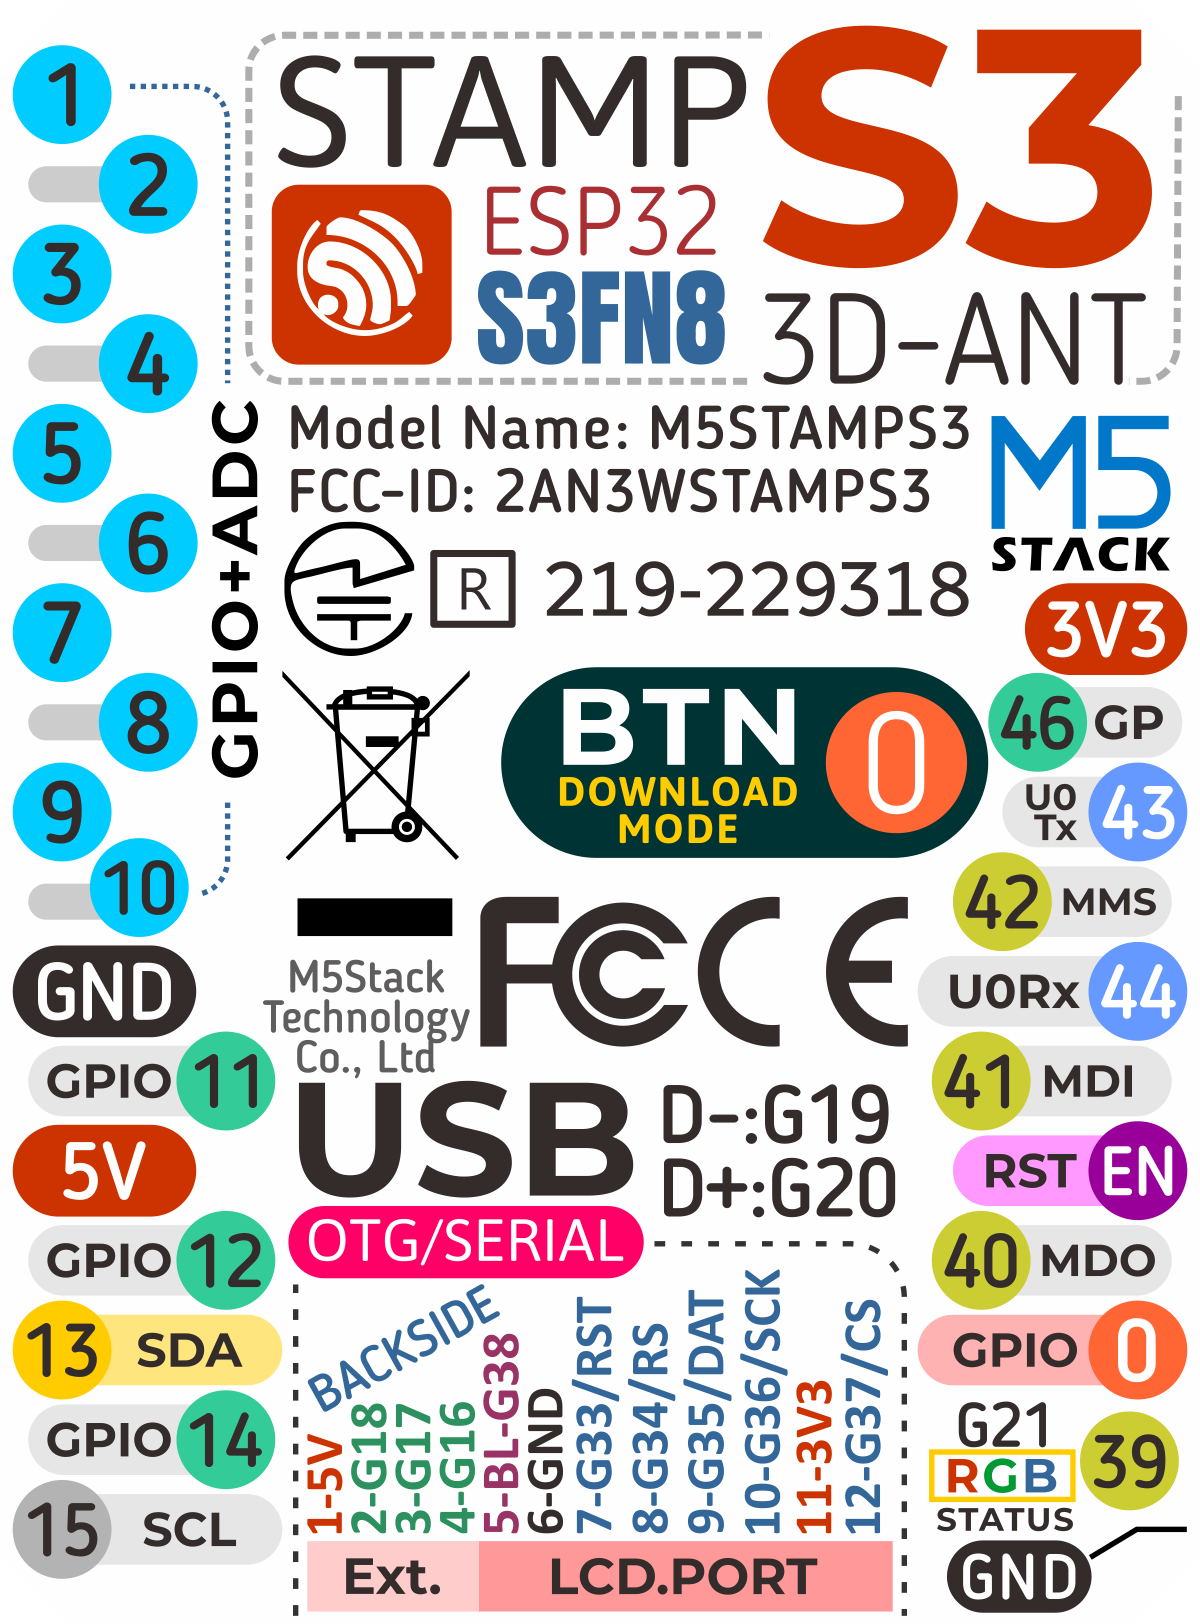 STAMP S3
ESP32
S3FN8
3D-ANT
1
2
3
4
5
6
7
8
9
10
GPIO+ADC
GND
GPIO 11
5V
GPIO 12
13 SDA
GPIO 14
15 SCL
Model Name: M5STAMPS3
FCC-ID: 2AN3WSTAMPS3
R 219-229318
M5
STACK
BTN 0
DOWNLOAD
MODE
M5Stack
Technology
Co., Ltd
FC CE
USB
D-:G19
D+:G20
OTG/SERIAL
BACKSIDE
1-5V
2-G18
3-G17
4-G16
5-BL-G38
6-GND
7-G33/RST
8-G34/RS
9-G35/DAT
10-G36/SCK
11-3V3
12-G37/CS
Ext. LCD.PORT
3V3
46 GP
U0
Tx 43
42 MMS
U0Rx 44
41 MDI
RST EN
40 MDO
GPIO 0
G21
RGB 39
STATUS
GND